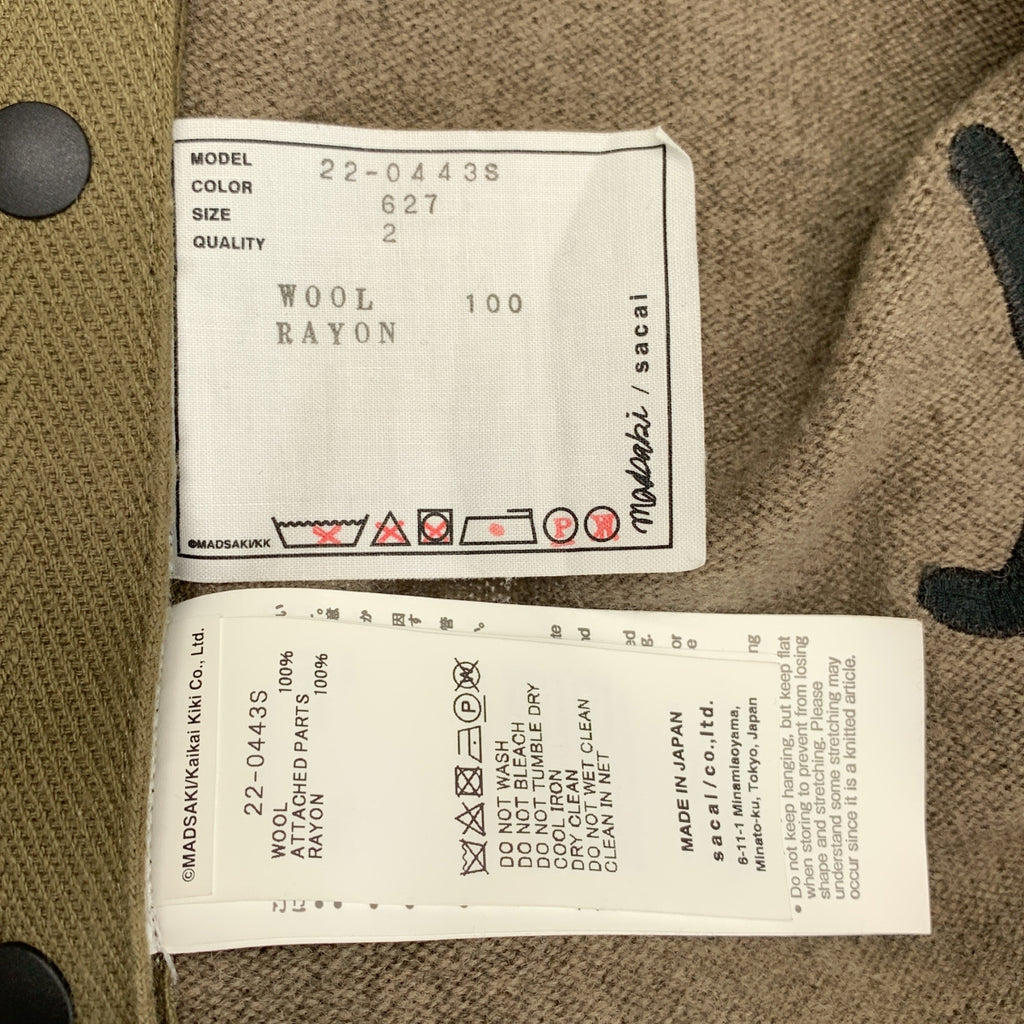 MODEL 22-0443S
COLOR 627
SIZE 2
QUALITY
WOOL 100
RAYON
madsaki / sacai
©MADSAKI/KK
P
W
©MADSAKI/Kaikai Kiki Co., Ltd.
22-0443S
WOOL 100%
ATTACHED PARTS
RAYON 100%
P
W
DO NOT WASH
DO NOT BLEACH
DO NOT TUMBLE DRY
COOL IRON
DRY CLEAN
DO NOT WET CLEAN
CLEAN IN NET
MADE IN JAPAN
sacai/co.,ltd.
6-11-1 Minamiaoyama,
Minato-ku, Tokyo, Japan
• Do not keep hanging, but keep flat
when storing to prevent from losing
shape and stretching. Please
understand some stretching may
occur since it is a knitted article.